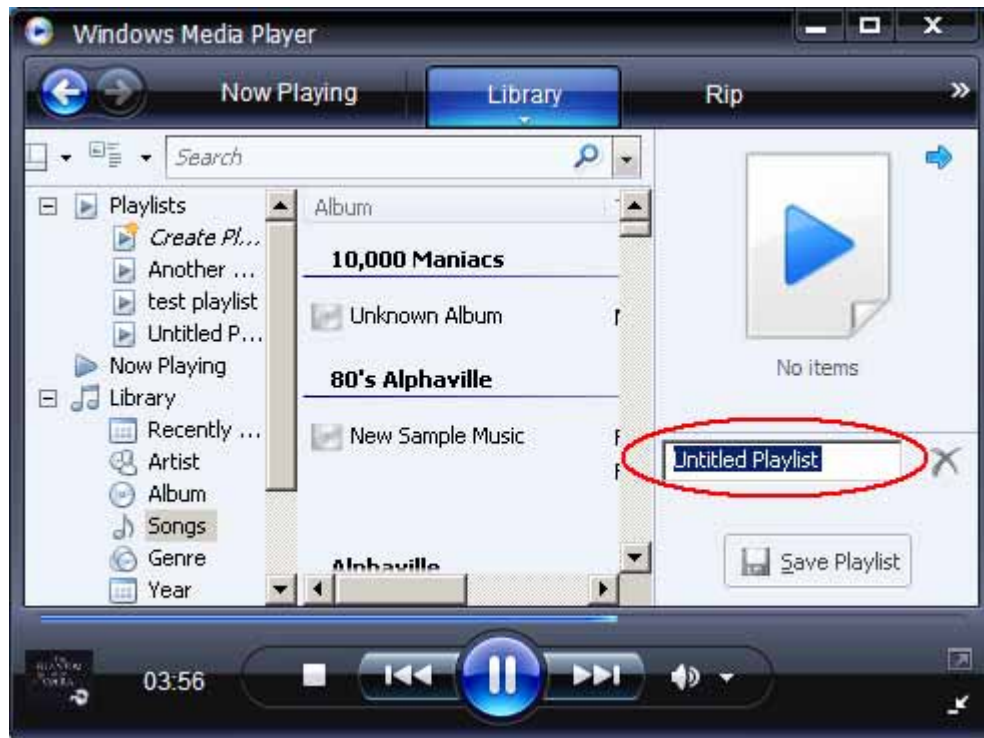 Windows Media Player
Now Playing
Library
Rip
»
Search
Playlists
Create Pl...
Another ...
test playlist
Untitled P...
Now Playing
Library
Recently ...
Artist
Album
Songs
Genre
Year
Album
10,000 Maniacs
Unknown Album
80's Alphaville
New Sample Music
Alphaville
No items
Untitled Playlist
Save Playlist
03:56